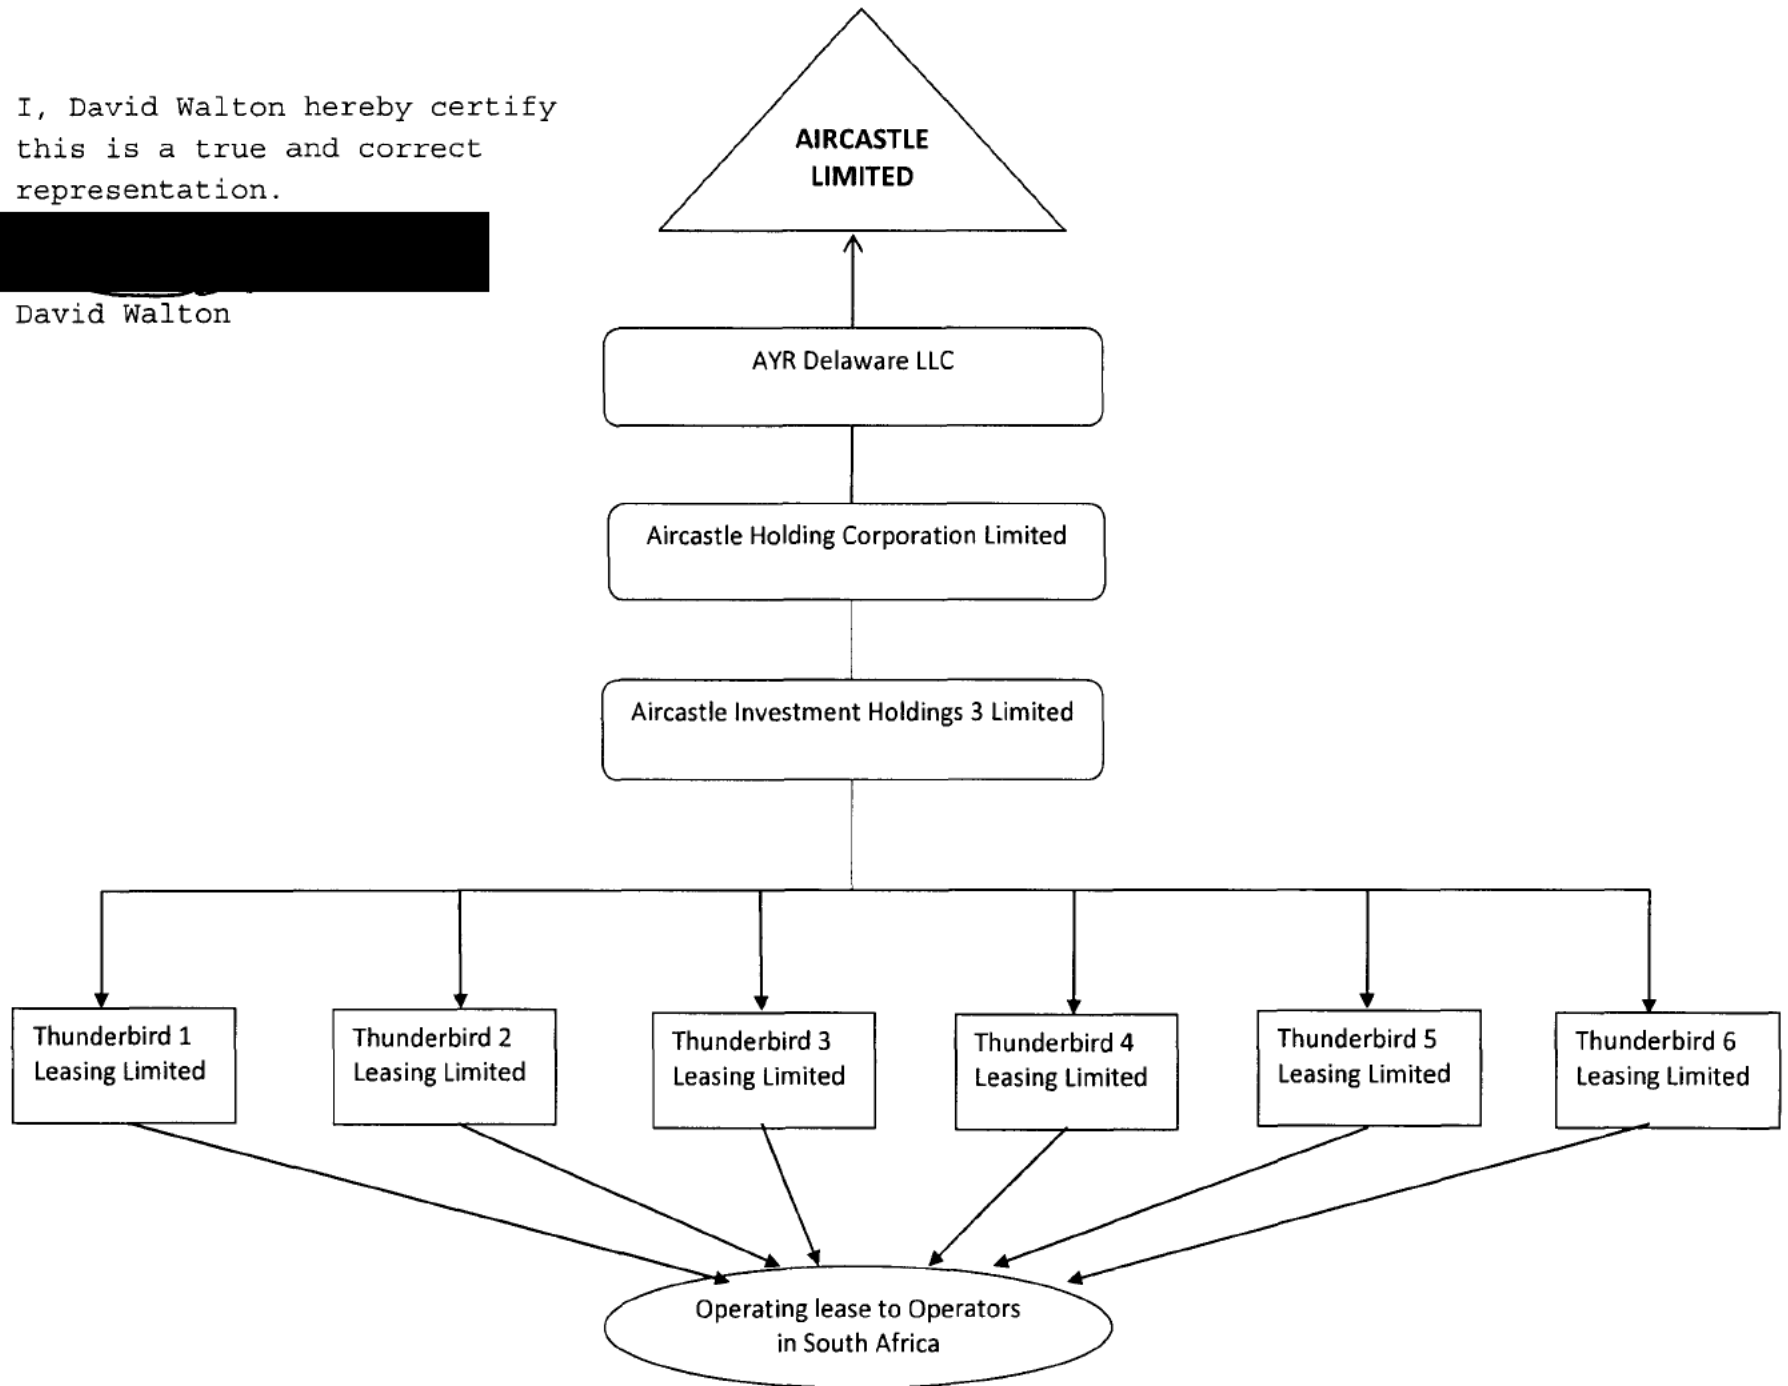 I, David Walton hereby certify
this is a true and correct
representation.
David Walton
AIRCASTLE
LIMITED
AYR Delaware LLC
Aircastle Holding Corporation Limited
Aircastle Investment Holdings 3 Limited
Thunderbird 1
Leasing Limited
Thunderbird 2
Leasing Limited
Thunderbird 3
Leasing Limited
Thunderbird 4
Leasing Limited
Thunderbird 5
Leasing Limited
Thunderbird 6
Leasing Limited
Operating lease to Operators
in South Africa